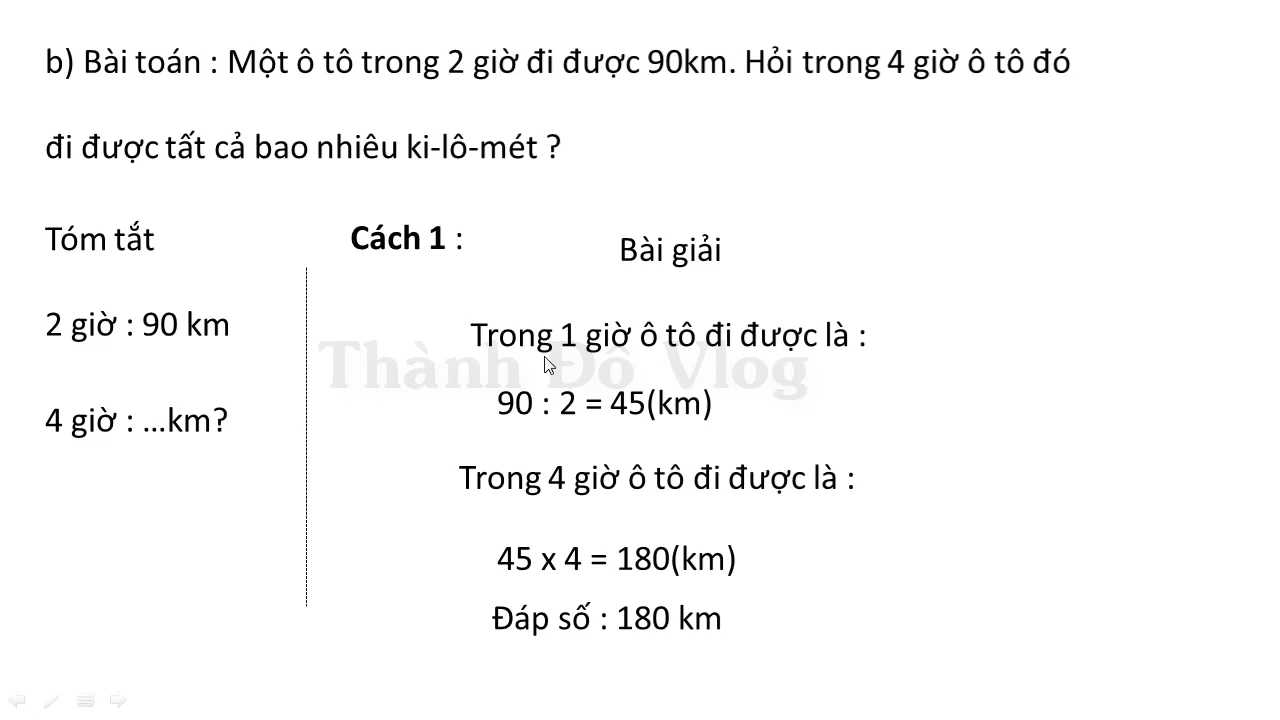 b) Bài toán : Một ô tô trong 2 giờ đi được 90km. Hỏi trong 4 giờ ô tô đó
đi được tất cả bao nhiêu ki-lô-mét ?
Tóm tắt
Cách 1 :
Bài giải
2 giờ : 90 km
Trong 1 giờ ô tô đi được là :
Thành Đô Vlog
90 : 2 = 45(km)
4 giờ : ...km?
Trong 4 giờ ô tô đi được là :
45 x 4 = 180(km)
Đáp số : 180 km